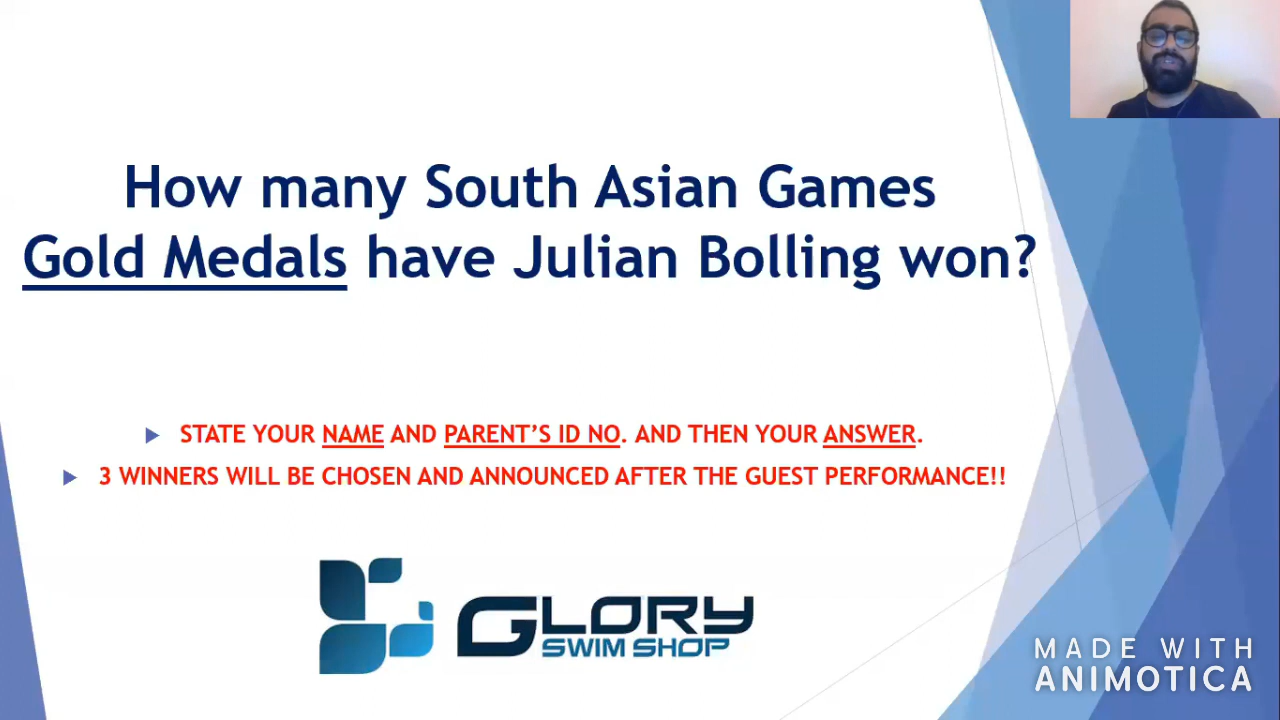 How many South Asian Games
Gold Medals have Julian Bolling won?
STATE YOUR NAME AND PARENT’S ID NO. AND THEN YOUR ANSWER.
3 WINNERS WILL BE CHOSEN AND ANNOUNCED AFTER THE GUEST PERFORMANCE!!
GLORY
SWIM SHOP
MADE WITH
ANIMOTICA